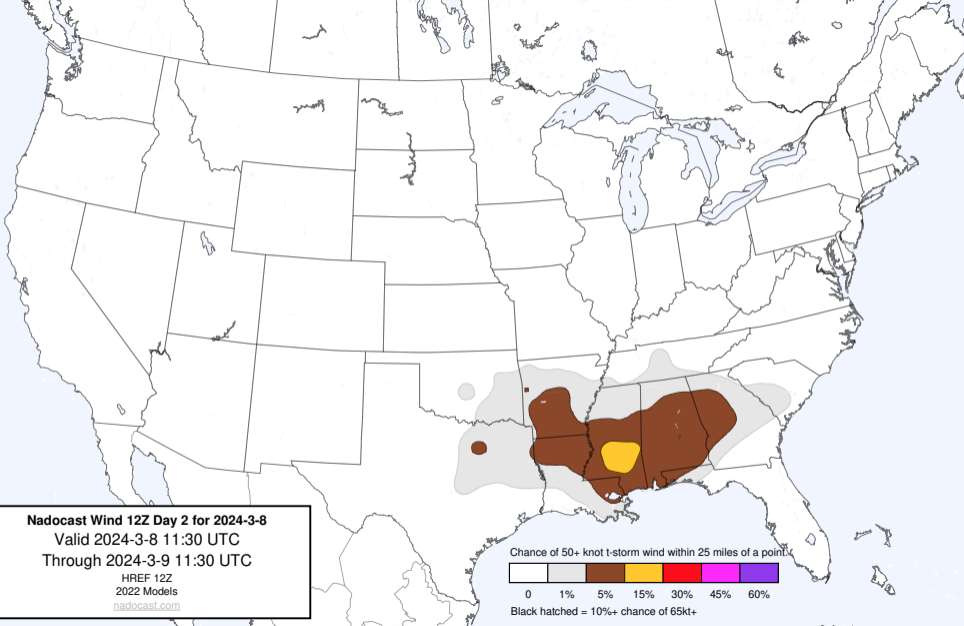 Nadocast Wind 12Z Day 2 for 2024-3-8
Valid 2024-3-8 11:30 UTC
Through 2024-3-9 11:30 UTC
HREF 12Z
2022 Models
nadocast.com
Chance of 50+ knot t-storm wind within 25 miles of a point.
0 1% 5% 15% 30% 45% 60%
Black hatched = 10%+ chance of 65kt+